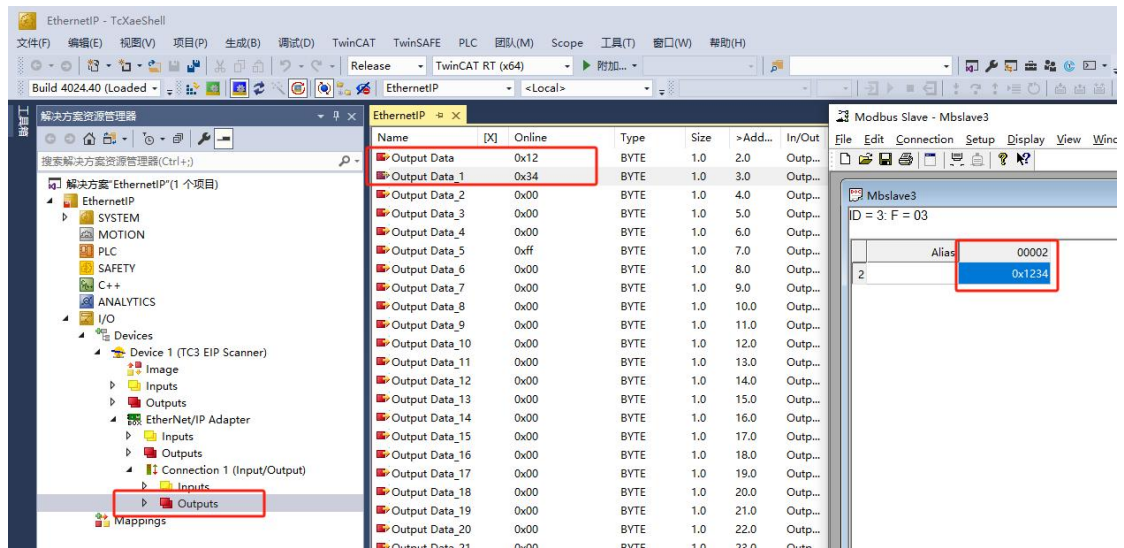 EthernetIP - TcXaeShell
文件(F) 编辑(E) 视图(V) 项目(P) 生成(B) 调试(D) TwinCAT TwinSAFE PLC 团队(M) Scope 工具(T) 窗口(W) 帮助(H)
Release TwinCAT RT (x64) 附加...
Build 4024.40 (Loaded EthernetIP <Local>
工具箱
解决方案资源管理器
搜索解决方案资源管理器(Ctrl+;)
解决方案"EthernetIP"(1 个项目)
EthernetIP
SYSTEM
MOTION
PLC
SAFETY
C++
ANALYTICS
I/O
Devices
Device 1 (TC3 EIP Scanner)
Image
Inputs
Outputs
EtherNet/IP Adapter
Inputs
Outputs
Connection 1 (Input/Output)
Inputs
Outputs
Mappings
EthernetIP
Name [X] Online Type Size >Add... In/Out
Output Data 0x12 BYTE 1.0 2.0 Outp...
Output Data_1 0x34 BYTE 1.0 3.0 Outp...
Output Data_2 0x00 BYTE 1.0 4.0 Outp...
Output Data_3 0x00 BYTE 1.0 5.0 Outp...
Output Data_4 0x00 BYTE 1.0 6.0 Outp...
Output Data_5 0xff BYTE 1.0 7.0 Outp...
Output Data_6 0x00 BYTE 1.0 8.0 Outp...
Output Data_7 0x00 BYTE 1.0 9.0 Outp...
Output Data_8 0x00 BYTE 1.0 10.0 Outp...
Output Data_9 0x00 BYTE 1.0 11.0 Outp...
Output Data_10 0x00 BYTE 1.0 12.0 Outp...
Output Data_11 0x00 BYTE 1.0 13.0 Outp...
Output Data_12 0x00 BYTE 1.0 14.0 Outp...
Output Data_13 0x00 BYTE 1.0 15.0 Outp...
Output Data_14 0x00 BYTE 1.0 16.0 Outp...
Output Data_15 0x00 BYTE 1.0 17.0 Outp...
Output Data_16 0x00 BYTE 1.0 18.0 Outp...
Output Data_17 0x00 BYTE 1.0 19.0 Outp...
Output Data_18 0x00 BYTE 1.0 20.0 Outp...
Output Data_19 0x00 BYTE 1.0 21.0 Outp...
Output Data_20 0x00 BYTE 1.0 22.0 Outp...
Output Data_21 0x00 BYTE 1.0 23.0 Outp...
Modbus Slave - Mbslave3
File Edit Connection Setup Display View Winc
Mbslave3
ID = 3: F = 03
Alias 00002
2 0x1234